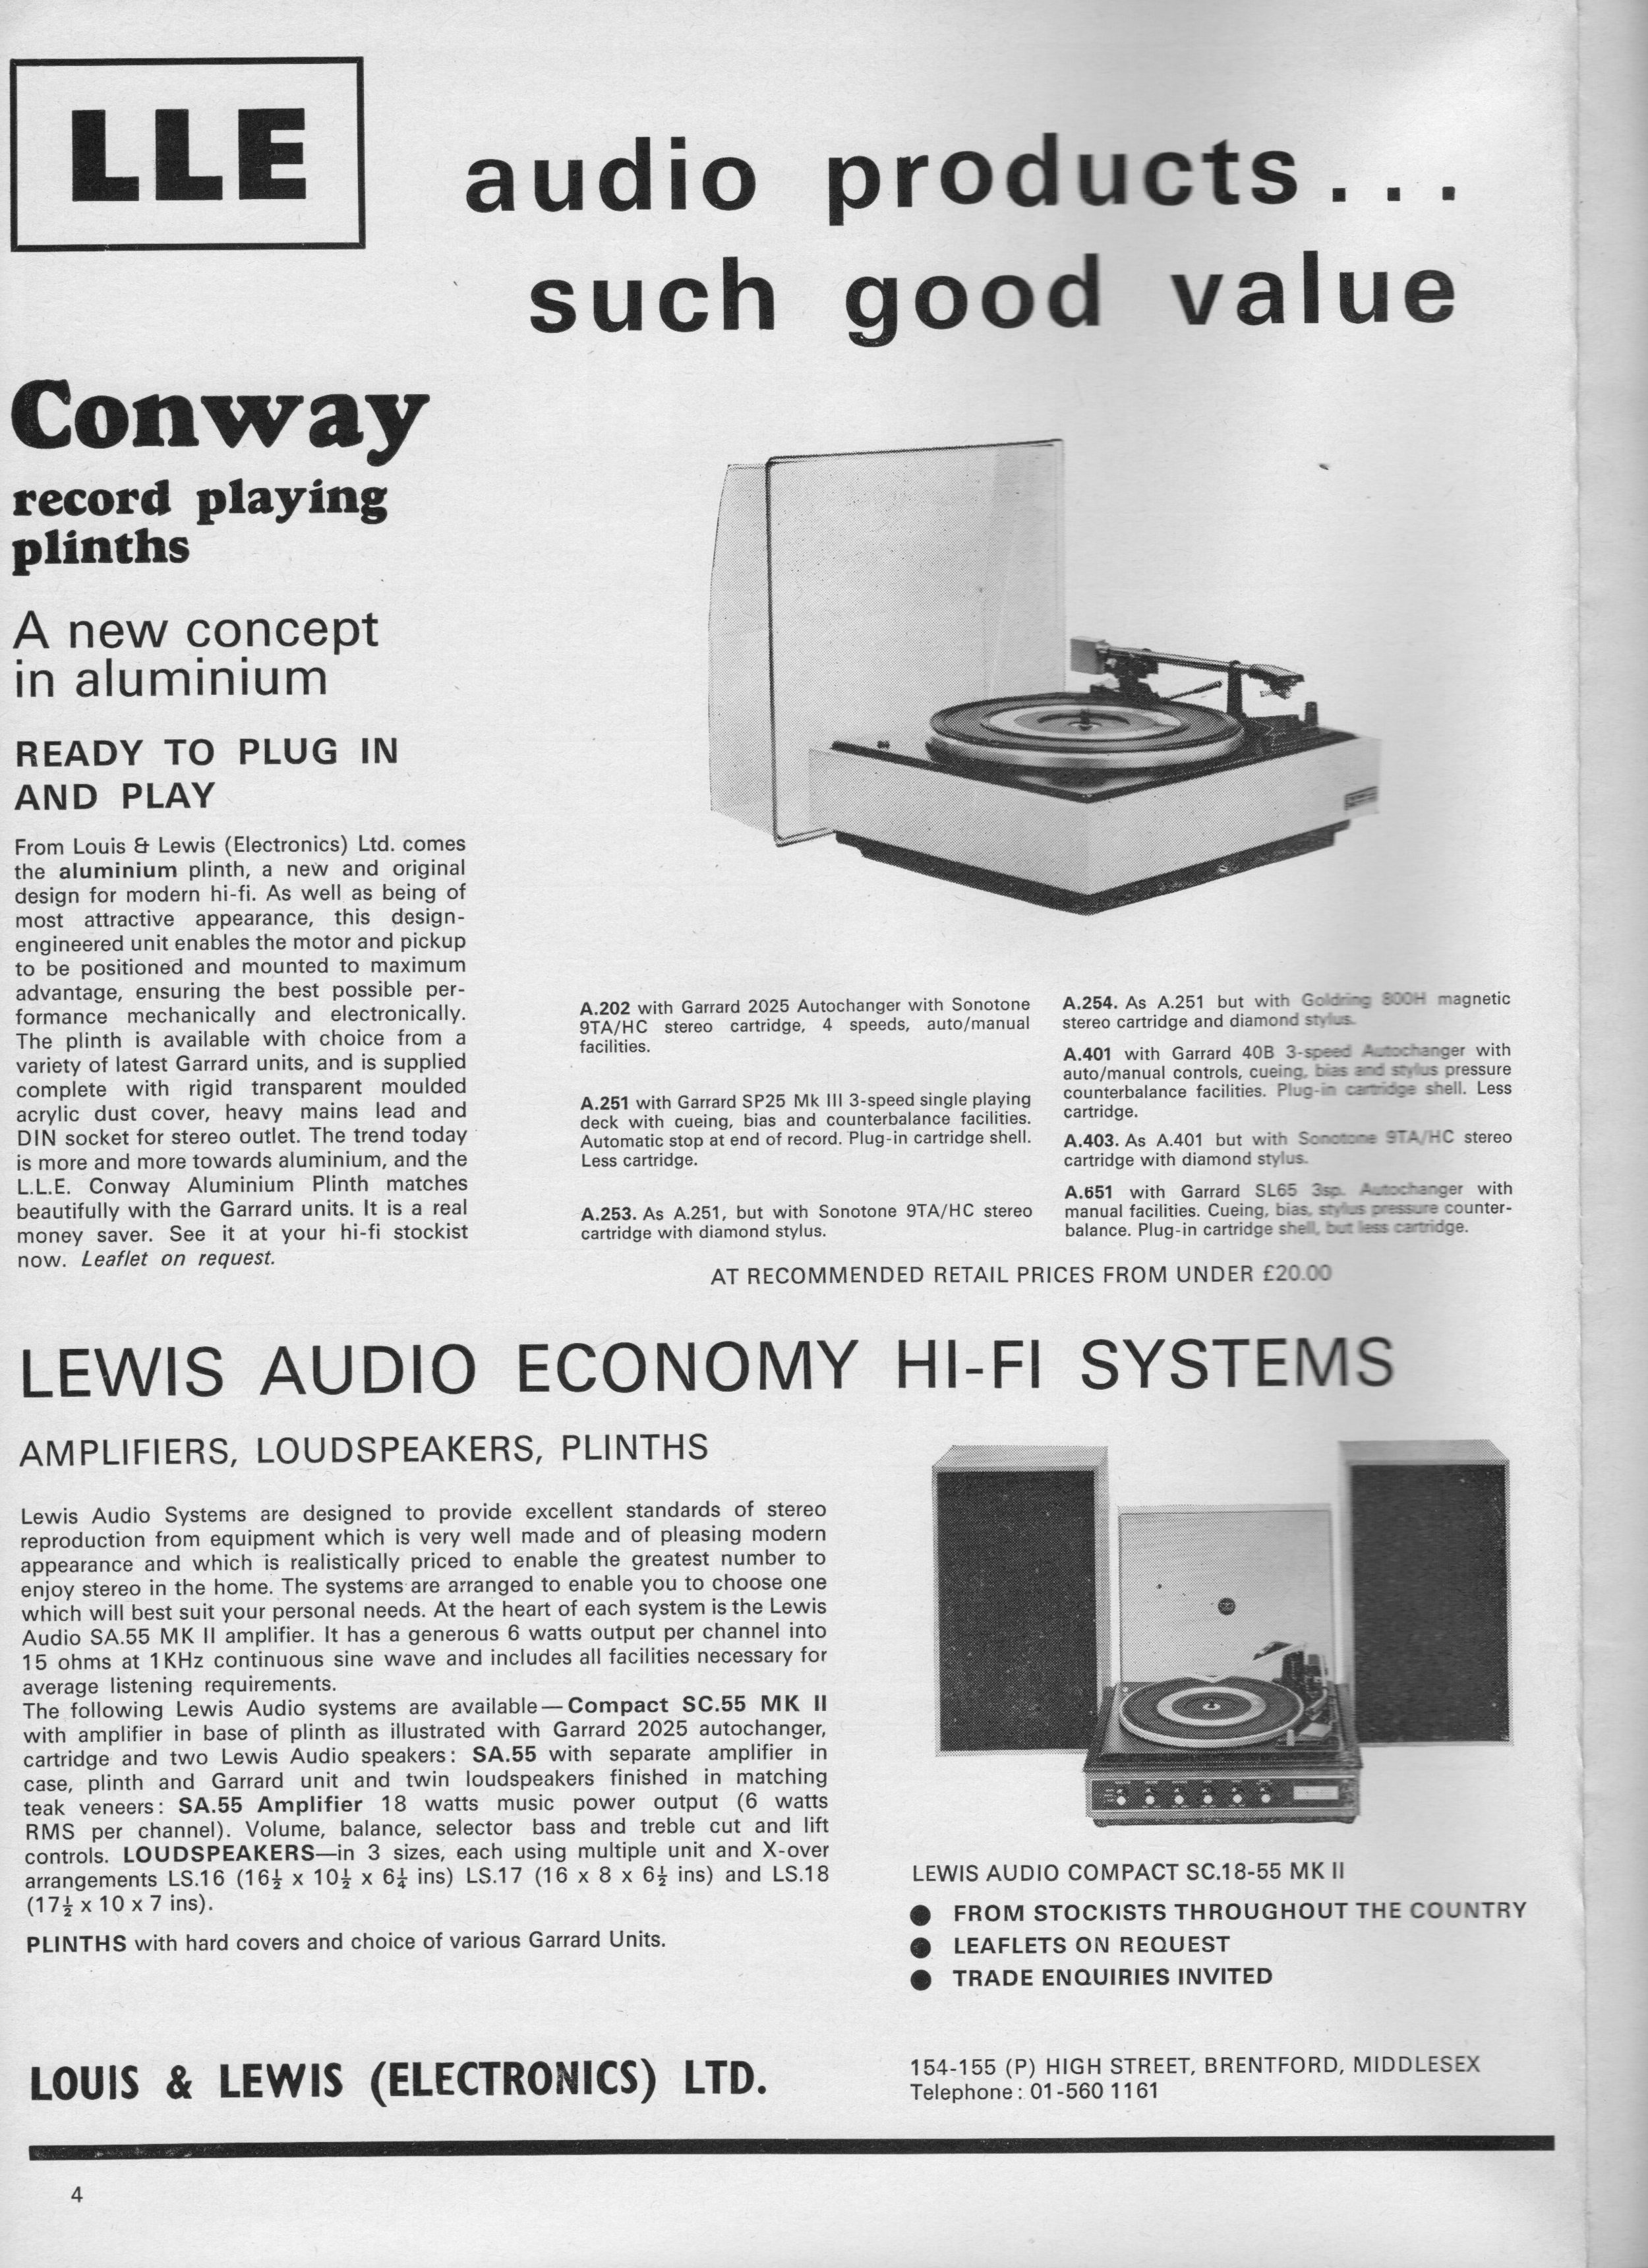 LLE
audio products...
such good value
Conway
record playing
plinths
A new concept
in aluminium
READY TO PLUG IN
AND PLAY
From Louis & Lewis (Electronics) Ltd. comes
the aluminium plinth, a new and original
design for modern hi-fi. As well as being of
most attractive appearance, this design-
engineered unit enables the motor and pickup
to be positioned and mounted to maximum
advantage, ensuring the best possible per-
formance mechanically and electronically.
The plinth is available with choice from a
variety of latest Garrard units, and is supplied
complete with rigid transparent moulded
acrylic dust cover, heavy mains lead and
DIN socket for stereo outlet. The trend today
is more and more towards aluminium, and the
L.L.E. Conway Aluminium Plinth matches
beautifully with the Garrard units. It is a real
money saver. See it at your hi-fi stockist
now. Leaflet on request.
A.202 with Garrard 2025 Autochanger with Sonotone
9TA/HC stereo cartridge, 4 speeds, auto/manual
facilities.
A.251 with Garrard SP25 Mk III 3-speed single playing
deck with cueing, bias and counterbalance facilities.
Automatic stop at end of record. Plug-in cartridge shell.
Less cartridge.
A.253. As A.251, but with Sonotone 9TA/HC stereo
cartridge with diamond stylus.
A.254. As A.251 but with Goldring 800H magnetic
stereo cartridge and diamond stylus.
A.401 with Garrard 40B 3-speed Autochanger with
auto/manual controls, cueing, bias and stylus pressure
counterbalance facilities. Plug-in cartridge shell. Less
cartridge.
A.403. As A.401 but with Sonotone 9TA/HC stereo
cartridge with diamond stylus.
A.651 with Garrard SL65 3sp. Autochanger with
manual facilities. Cueing, bias, stylus pressure counter-
balance. Plug-in cartridge shell, but less cartridge.
AT RECOMMENDED RETAIL PRICES FROM UNDER £20.00
LEWIS AUDIO ECONOMY HI-FI SYSTEMS
AMPLIFIERS, LOUDSPEAKERS, PLINTHS
Lewis Audio Systems are designed to provide excellent standards of stereo
reproduction from equipment which is very well made and of pleasing modern
appearance and which is realistically priced to enable the greatest number to
enjoy stereo in the home. The systems are arranged to enable you to choose one
which will best suit your personal needs. At the heart of each system is the Lewis
Audio SA.55 MK II amplifier. It has a generous 6 watts output per channel into
15 ohms at 1KHz continuous sine wave and includes all facilities necessary for
average listening requirements.
The following Lewis Audio systems are available—Compact SC.55 MK II
with amplifier in base of plinth as illustrated with Garrard 2025 autochanger,
cartridge and two Lewis Audio speakers: SA.55 with separate amplifier in
case, plinth and Garrard unit and twin loudspeakers finished in matching
teak veneers: SA.55 Amplifier 18 watts music power output (6 watts
RMS per channel). Volume, balance, selector bass and treble cut and lift
controls. LOUDSPEAKERS—in 3 sizes, each using multiple unit and X-over
arrangements LS.16 (16½ x 10½ x 6¼ ins) LS.17 (16 x 8 x 6½ ins) and LS.18
(17½ x 10 x 7 ins).
PLINTHS with hard covers and choice of various Garrard Units.
LEWIS AUDIO COMPACT SC.18-55 MK II
● FROM STOCKISTS THROUGHOUT THE COUNTRY
● LEAFLETS ON REQUEST
● TRADE ENQUIRIES INVITED
LOUIS & LEWIS (ELECTRONICS) LTD.
154-155 (P) HIGH STREET, BRENTFORD, MIDDLESEX
Telephone: 01-560 1161
4